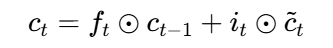 c_t = f_t ⊙ c_{t−1} + i_t ⊙ c̃_t